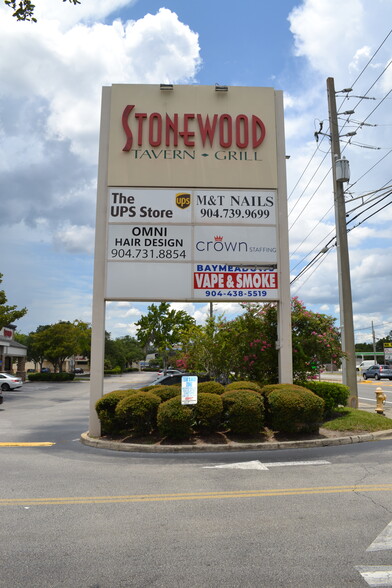 STONEWOOD
TAVERN • GRILL
The
UPS Store
ups
M&T NAILS
904.739.9699
OMNI
HAIR DESIGN
904.731.8854
crown STAFFING
BAYMEADOWS
VAPE & SMOKE
904-438-5519